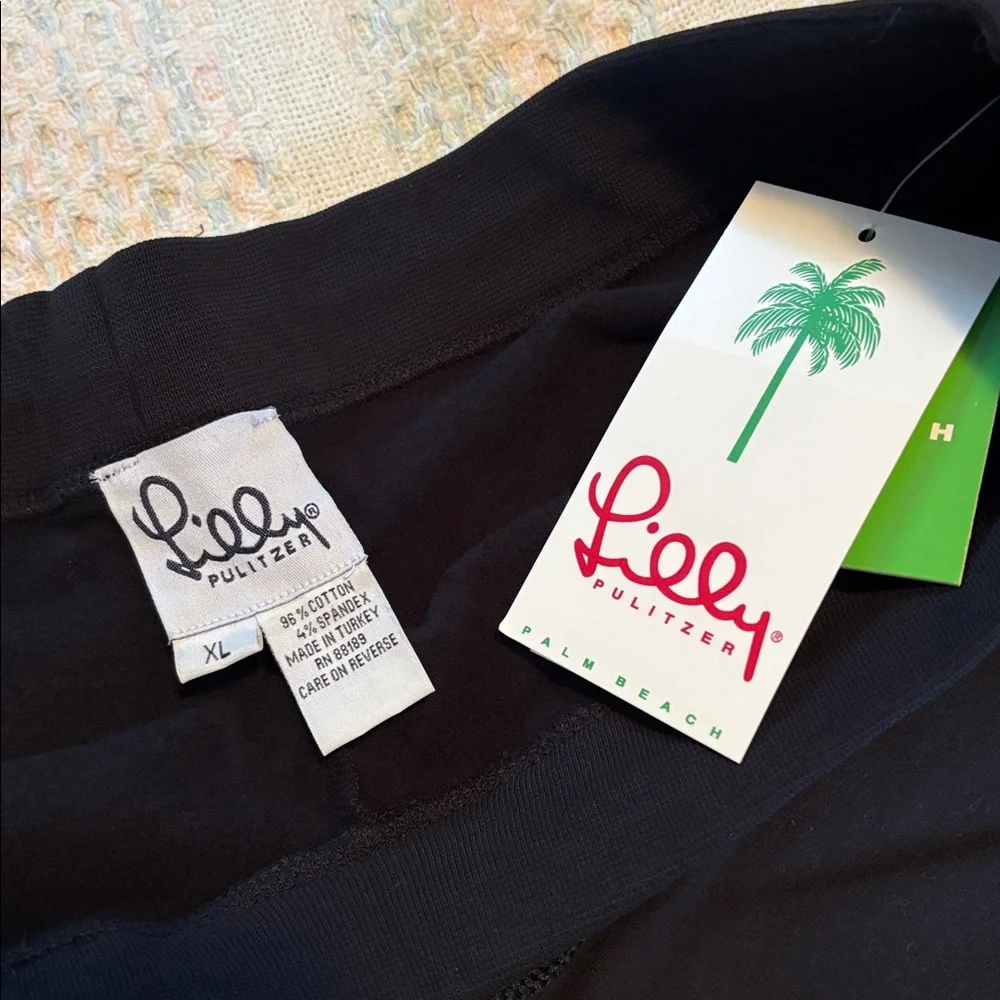 Lilly®
PULITZER
XL
96% COTTON
4% SPANDEX
MADE IN TURKEY
RN 88189
CARE ON REVERSE
Lilly®
PULITZER
PALM BEACH
H